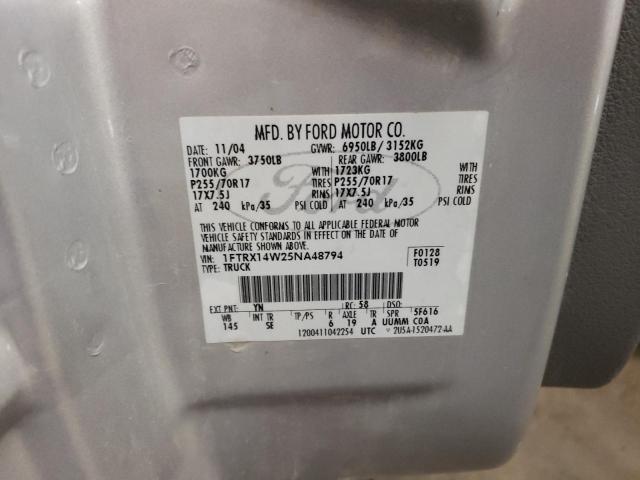 MFD. BY FORD MOTOR CO.
DATE: 11/04 GVWR: 6950LB/ 3152KG
FRONT GAWR: 3750LB REAR GAWR: 3800LB
1700KG WITH 1723KG WITH
P255/70R17 TIRES P255/70R17 TIRES
17X7.5J RIMS 17X7.5J RIMS
AT 240 kPa/35 PSI COLD AT 240 kPa/35 PSI COLD
Ford
THIS VEHICLE CONFORMS TO ALL APPLICABLE FEDERAL MOTOR
VEHICLE SAFETY STANDARDS IN EFFECT ON THE DATE OF
MANUFACTURE SHOWN ABOVE.
VIN: 1FTRX14W25NA48794 F0128
TYPE: TRUCK T0519
EXT PNT: YN RC: 58 DSO:
WB INT TR TP/PS R AXLE TR SPR 5F616
145 SE 6 19 A UUMM COA
1200411042254 UTC 2U5A-1520472-AA